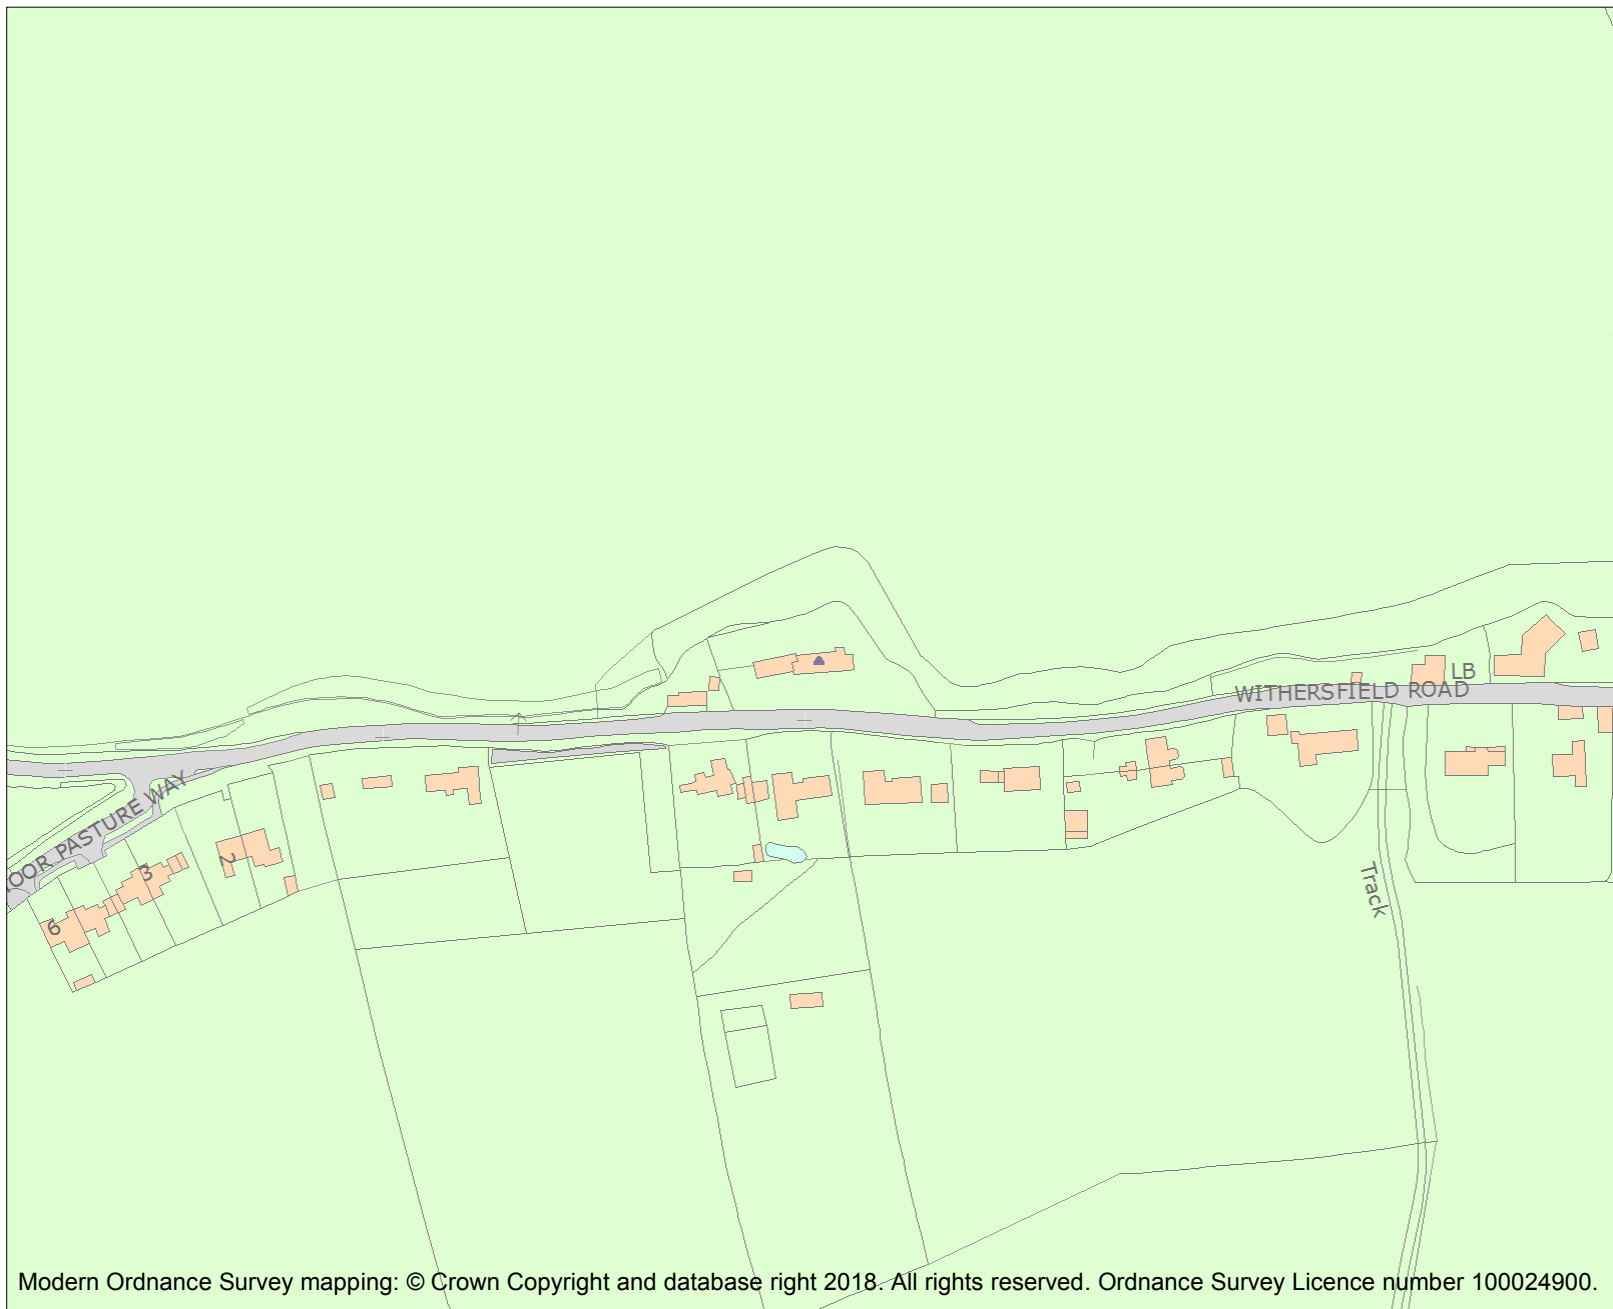 LB
WITHERSFIELD ROAD
PASTURE WAY
2
3
6
Track
Modern Ordnance Survey mapping: © Crown Copyright and database right 2018. All rights reserved. Ordnance Survey Licence number 100024900.